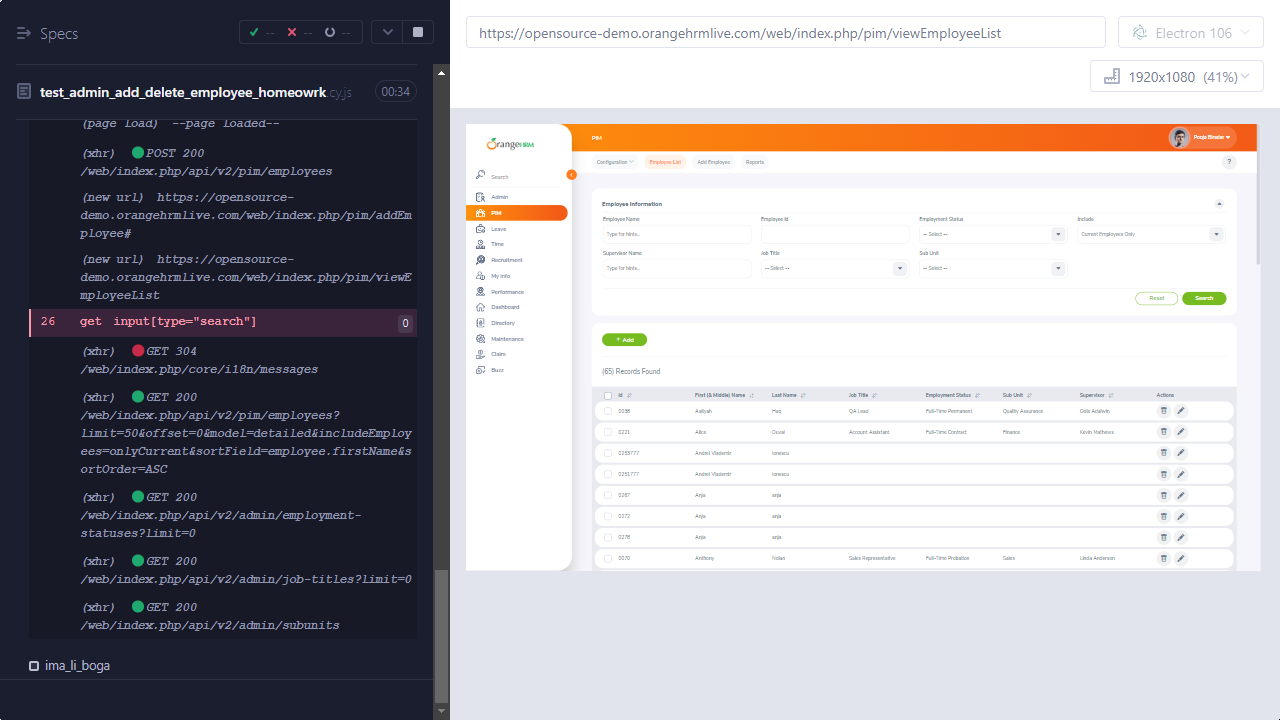 Specs
--
--
--
test_admin_add_delete_employee_homeowrk.cy.js
00:34
(page load) --page loaded--
(xhr) POST 200
/web/index.php/api/v2/pim/employees
(new url) https://opensource-
demo.orangehrmlive.com/web/index.php/pim/addEm
ployee#
(new url) https://opensource-
demo.orangehrmlive.com/web/index.php/pim/viewE
mployeeList
26 get input[type="search"] 0
(xhr) GET 304
/web/index.php/core/i18n/messages
(xhr) GET 200
/web/index.php/api/v2/pim/employees?
limit=50&offset=0&model=detailed&includeEmploy
ees=onlyCurrent&sortField=employee.firstName&s
ortOrder=ASC
(xhr) GET 200
/web/index.php/api/v2/admin/employment-
statuses?limit=0
(xhr) GET 200
/web/index.php/api/v2/admin/job-titles?limit=0
(xhr) GET 200
/web/index.php/api/v2/admin/subunits
ima_li_boga
https://opensource-demo.orangehrmlive.com/web/index.php/pim/viewEmployeeList
Electron 106
1920x1080 (41%)
OrangeHRM
Search
Admin
PIM
Leave
Time
Recruitment
My Info
Performance
Dashboard
Directory
Maintenance
Claim
Buzz
PIM
Configuration Employee List Add Employee Reports ?
Employee Information
Employee Name Employee Id Employment Status Include
Type for hints... -- Select -- Current Employees Only
Supervisor Name Job Title Sub Unit
Type for hints... -- Select -- -- Select --
Reset Search
+ Add
(65) Records Found
Id First (& Middle) Name Last Name Job Title Employment Status Sub Unit Supervisor Actions
0038 Aaliyah Haq QA Lead Full-Time Permanent Quality Assurance Odis Adalwin
0221 Alice Duval Account Assistant Full-Time Contract Finance Kevin Mathews
0253777 Andrei Vladimir Ionescu
0251777 Andrei Vladimir Ionescu
0267 Anja anja
0272 Anja anja
0278 Anja anja
0070 Anthony Nolan Sales Representative Full-Time Probation Sales Linda Anderson